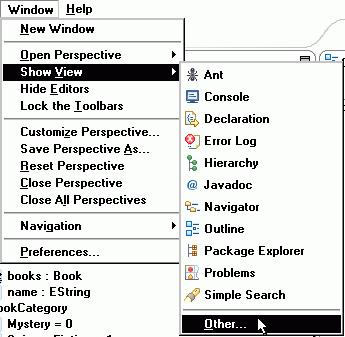 Window Help
New Window
Open Perspective
Show View
Hide Editors
Lock the Toolbars
Customize Perspective...
Save Perspective As...
Reset Perspective
Close Perspective
Close All Perspectives
Navigation
Preferences...
Ant
Console
Declaration
Error Log
Hierarchy
@ Javadoc
Navigator
Outline
Package Explorer
Problems
Simple Search
Other...
books : Book
name : EString
ookCategory
Mystery = 0